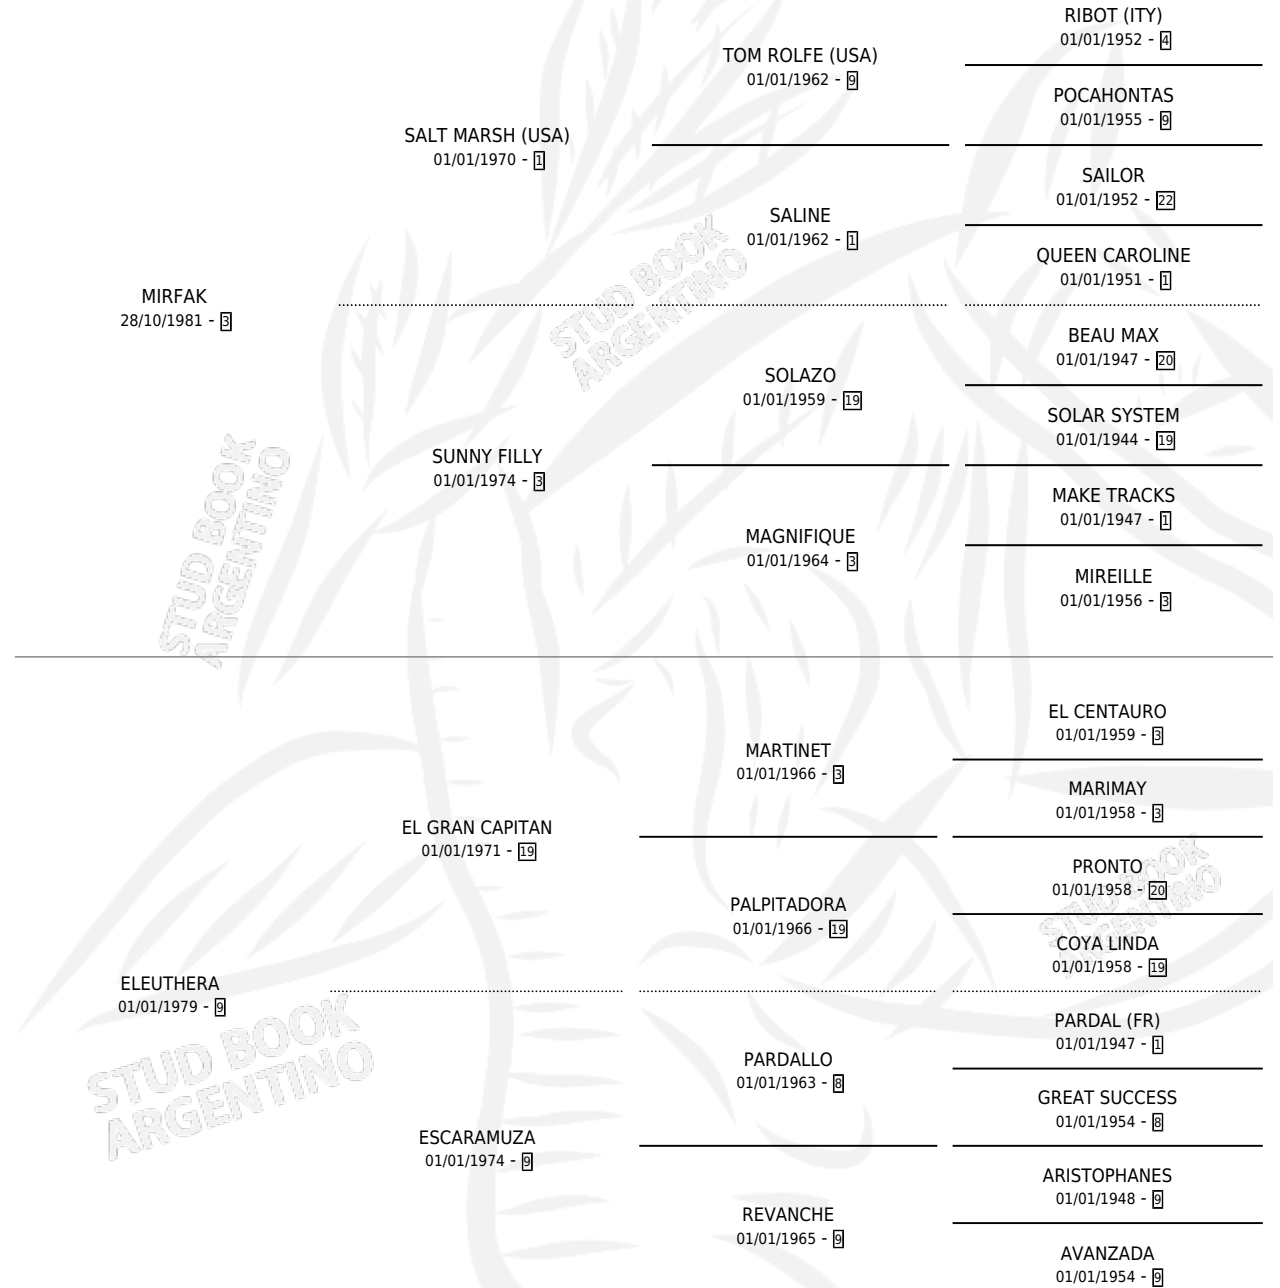 RIBOT (ITY)
01/01/1952 - 4
TOM ROLFE (USA)
01/01/1962 - 9
POCAHONTAS
01/01/1955 - 9
SALT MARSH (USA)
01/01/1970 - 1
SAILOR
01/01/1952 - 22
SALINE
01/01/1962 - 1
QUEEN CAROLINE
01/01/1951 - 1
MIRFAK
28/10/1981 - 3
BEAU MAX
01/01/1947 - 20
SOLAZO
01/01/1959 - 19
SOLAR SYSTEM
01/01/1944 - 19
SUNNY FILLY
01/01/1974 - 3
MAKE TRACKS
01/01/1947 - 1
MAGNIFIQUE
01/01/1964 - 3
MIREILLE
01/01/1956 - 3
EL CENTAURO
01/01/1959 - 3
MARTINET
01/01/1966 - 3
MARIMAY
01/01/1958 - 3
EL GRAN CAPITAN
01/01/1971 - 19
PRONTO
01/01/1958 - 20
PALPITADORA
01/01/1966 - 19
COYA LINDA
01/01/1958 - 19
ELEUTHERA
01/01/1979 - 9
PARDAL (FR)
01/01/1947 - 1
PARDALLO
01/01/1963 - 8
GREAT SUCCESS
01/01/1954 - 8
ESCARAMUZA
01/01/1974 - 9
ARISTOPHANES
01/01/1948 - 9
REVANCHE
01/01/1965 - 9
AVANZADA
01/01/1954 - 9
STUD BOOK
ARGENTINO
STUD BOOK
ARGENTINO
STUD BOOK
ARGENTINO
STUD BOOK
ARGENTINO